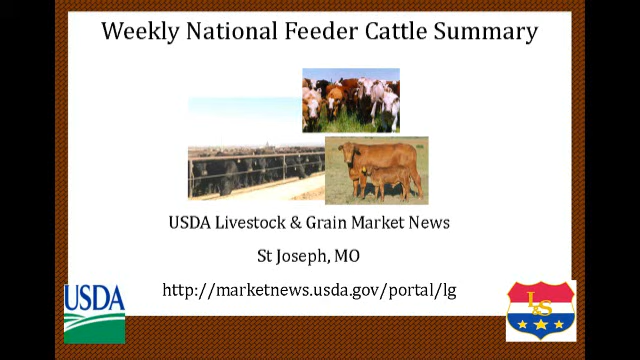 Weekly National Feeder Cattle Summary
USDA Livestock & Grain Market News
St Joseph, MO
http://marketnews.usda.gov/portal/lg
USDA
LS